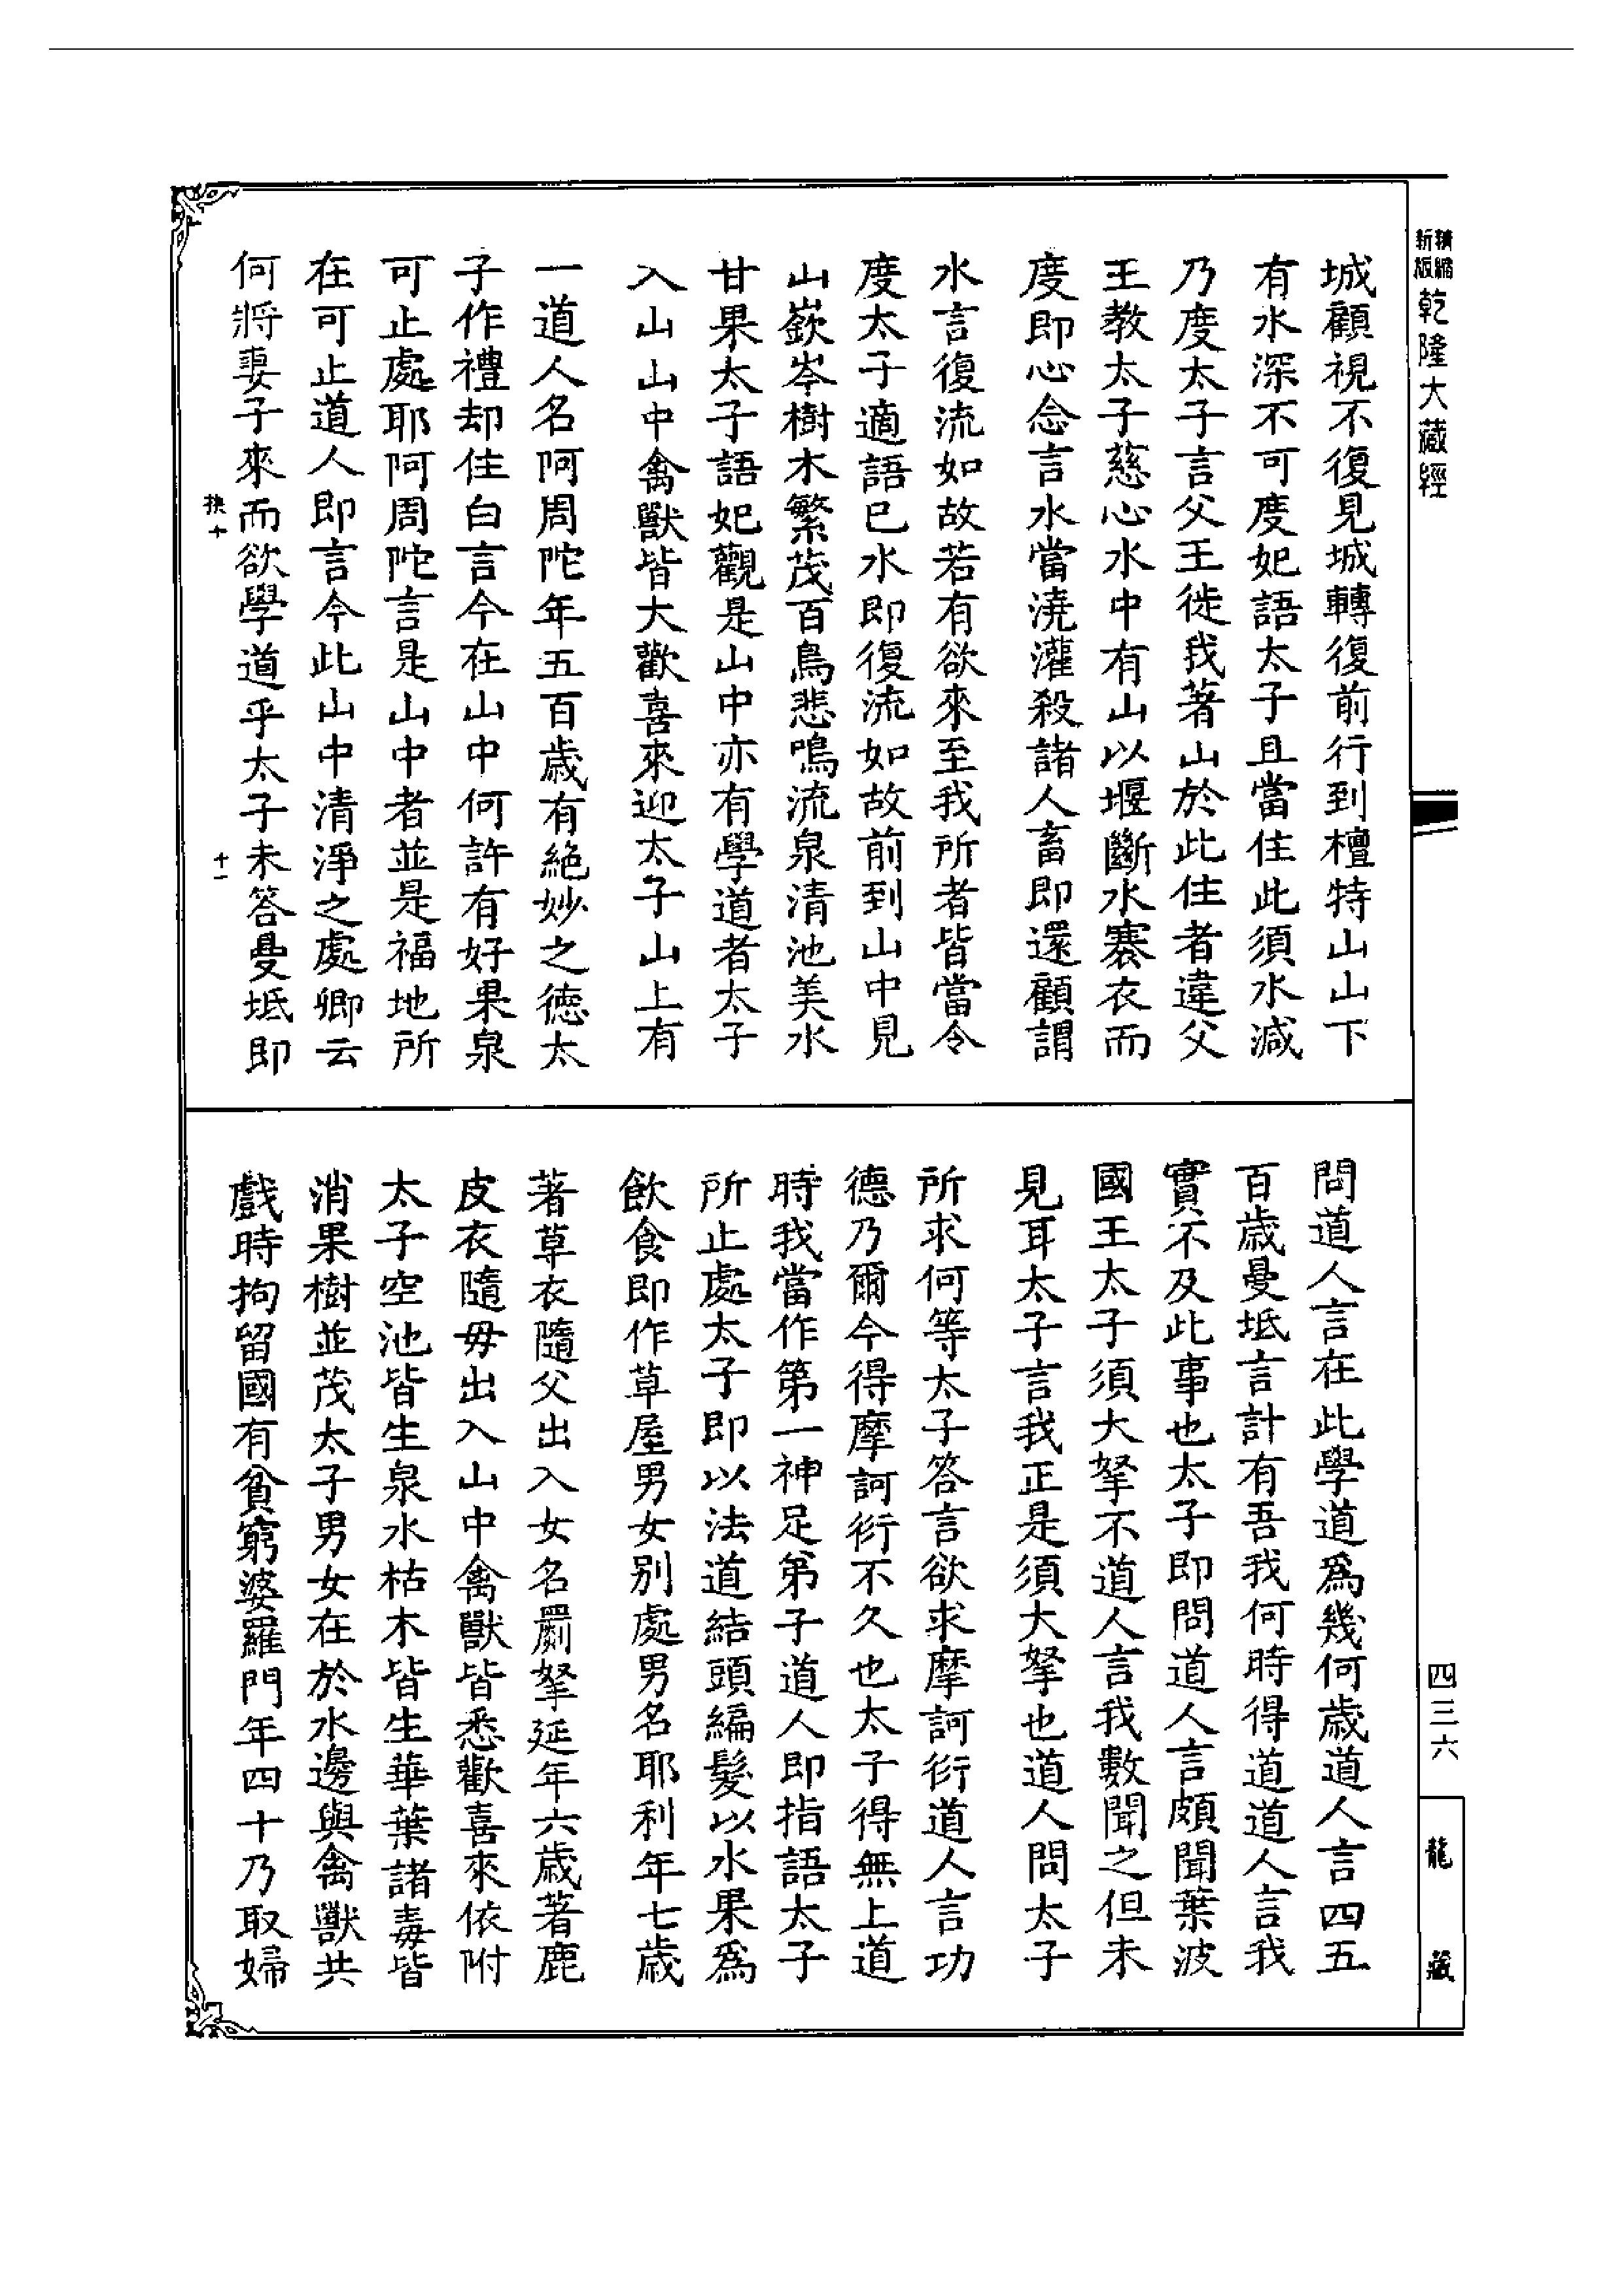 精縮新版乾隆大藏經
城顧視不復見城轉復前行到檀特山山下
有水深不可度妃語太子且當住此須水減
乃度太子言父王徙我著山於此住者違父
王教太子慈心水中有山以堰斷水褰衣而
度即心念言水當澆灌殺諸人畜即還顧謂
水言復流如故若有欲來至我所者皆當令
度太子適語已水即復流如故前到山中見
山嶔岑樹木繁茂百鳥悲鳴流泉清池美水
甘果太子語妃觀是山中亦有學道者太子
入山山中禽獸皆大歡喜來迎太子山上有
一道人名阿周陀年五百歲有絕妙之德太
子作禮却住白言今在山中何許有好果泉
可止處耶阿周陀言是山中者並是福地所
在可止道人即言今此山中清淨之處卿云
何將妻子來而欲學道乎太子未答曼坻即
十一
問道人言在此學道爲幾何歲道人言四五
百歲曼坻言計有吾我何時得道道人言我
實不及此事也太子即問道人言頗聞葉波
國王太子須大拏不道人言我數聞之但未
見耳太子言我正是須大拏也道人問太子
所求何等太子答言欲求摩訶衍道人言功
德乃爾今得摩訶衍不久也太子得無上道
時我當作第一神足弟子道人即指語太子
所止處太子即以法道結頭編髮以水果爲
飲食即作草屋男女別處男名耶利年七歲
著草衣隨父出入女名罽拏延年六歲著鹿
皮衣隨毋出入山中禽獸皆悉歡喜來依附
太子空池皆生泉水枯木皆生華葉諸毒皆
消果樹並茂太子男女在於水邊與禽獸共
戲時拘留國有貧窮婆羅門年四十乃取婦
四三六
龍藏